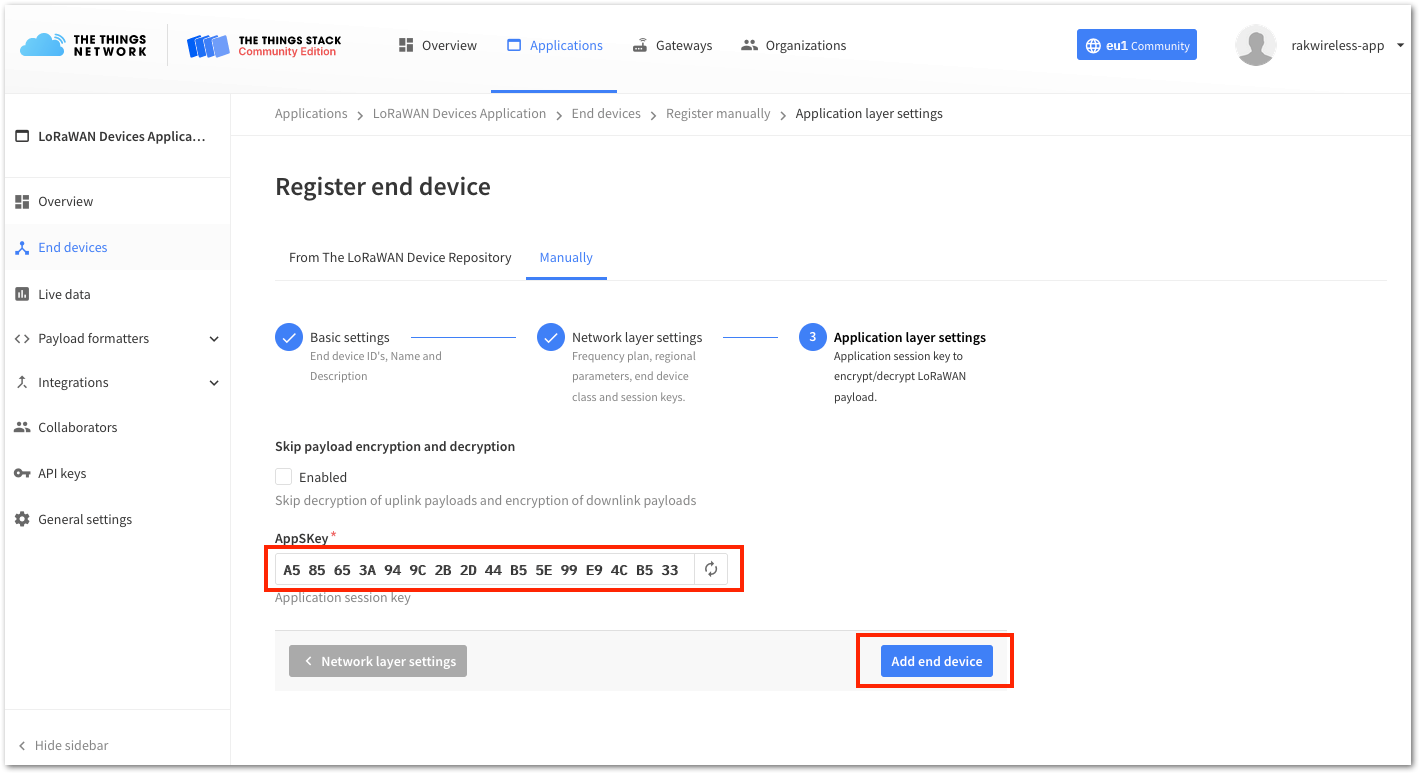 THE THINGS
NETWORK
THE THINGS STACK
Community Edition
Overview
Applications
Gateways
Organizations
eu1 Community
rakwireless-app
LoRaWAN Devices Applica...
Overview
End devices
Live data
Payload formatters
Integrations
Collaborators
API keys
General settings
Hide sidebar
Applications > LoRaWAN Devices Application > End devices > Register manually > Application layer settings
Register end device
From The LoRaWAN Device Repository
Manually
Basic settings
End device ID's, Name and
Description
Network layer settings
Frequency plan, regional
parameters, end device
class and session keys.
3
Application layer settings
Application session key to
encrypt/decrypt LoRaWAN
payload.
Skip payload encryption and decryption
Enabled
Skip decryption of uplink payloads and encryption of downlink payloads
AppSKey *
A5 85 65 3A 94 9C 2B 2D 44 B5 5E 99 E9 4C B5 33
Application session key
< Network layer settings
Add end device